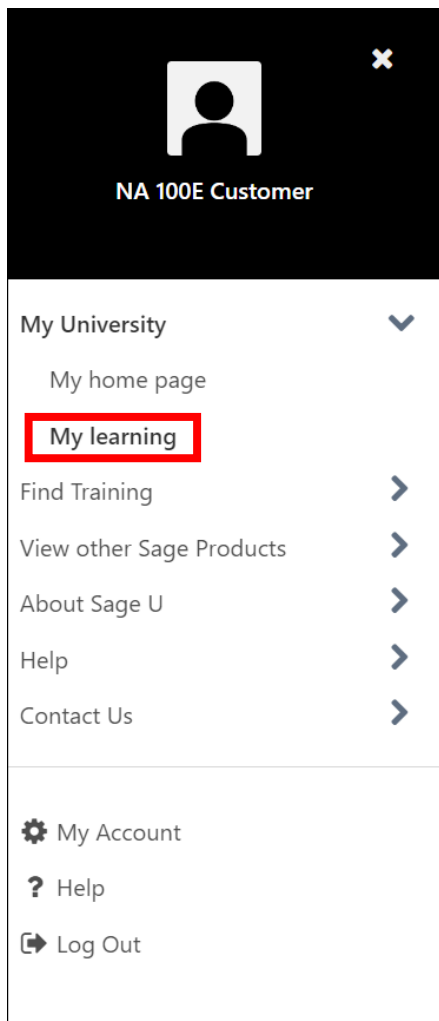 NA 100E Customer
My University
My home page
My learning
Find Training
View other Sage Products
About Sage U
Help
Contact Us
My Account
? Help
Log Out